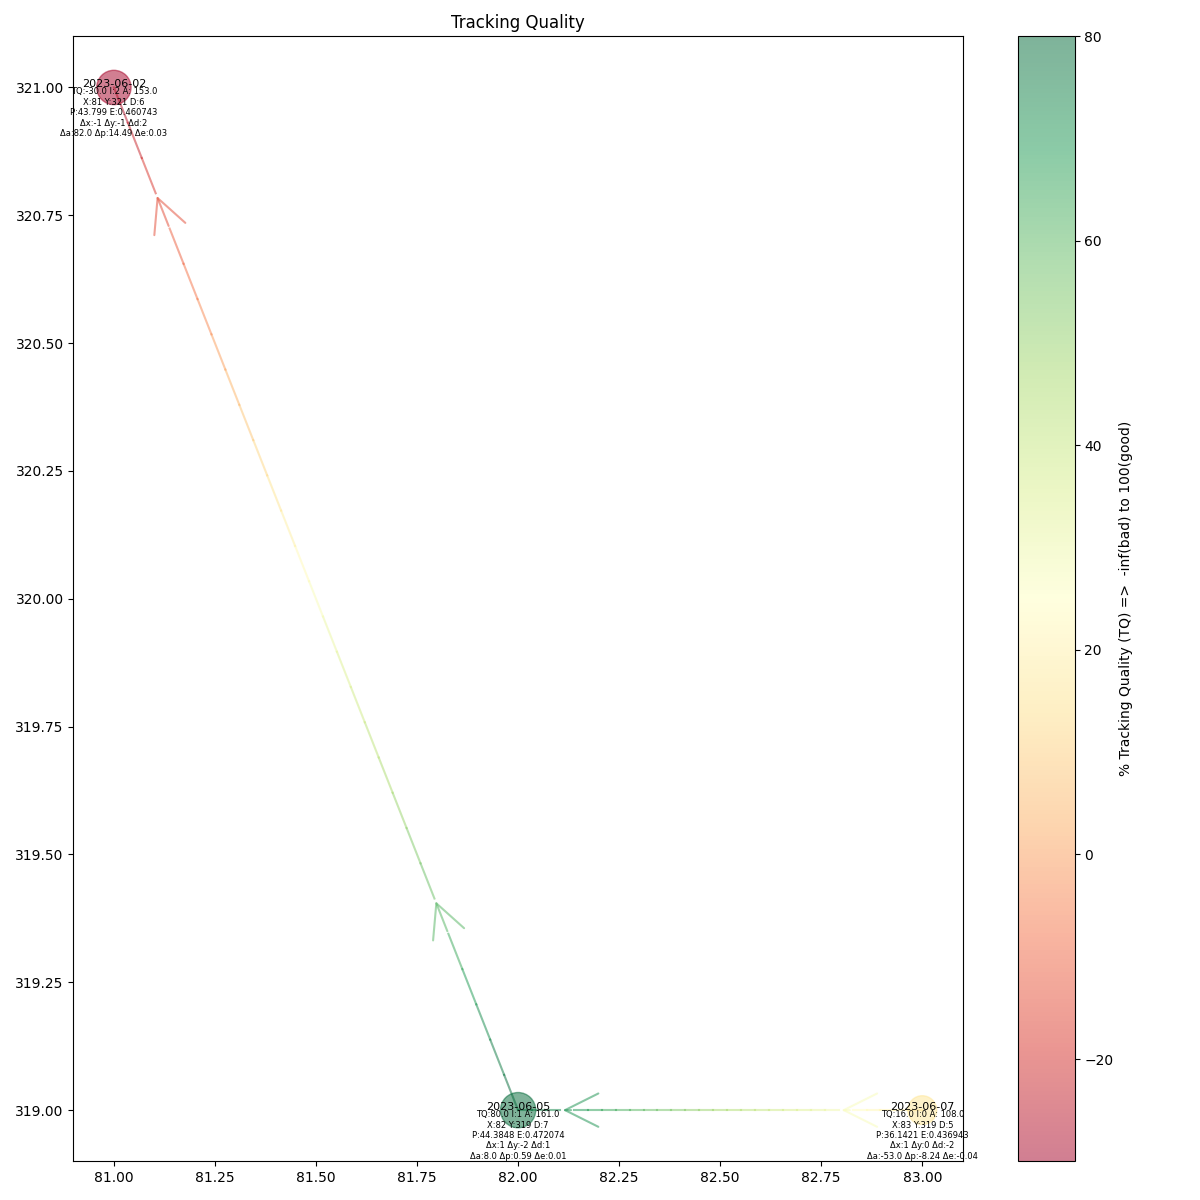 Tracking Quality
2023-06-02
TQ:-30.0 I:2 A: 153.0
X:81 Y:321 D:6
P:43.799 E:0.460743
Δx:-1 Δy:-1 Δd:2
Δa:82.0 Δp:14.49 Δe:0.03
321.00
320.75
320.50
320.25
320.00
319.75
319.50
319.25
319.00
2023-06-05
TQ:80.0 I:1 A: 161.0
X:82 Y:319 D:7
P:44.3848 E:0.472074
Δx:1 Δy:-2 Δd:1
Δa:8.0 Δp:0.59 Δe:0.01
2023-06-07
TQ:16.0 I:0 A: 108.0
X:83 Y:319 D:5
P:36.1421 E:0.436943
Δx:1 Δy:0 Δd:-2
Δa:-53.0 Δp:-8.24 Δe:-0.04
81.00 81.25 81.50 81.75 82.00 82.25 82.50 82.75 83.00
80
60
40
20
0
−20
% Tracking Quality (TQ) => -inf(bad) to 100(good)